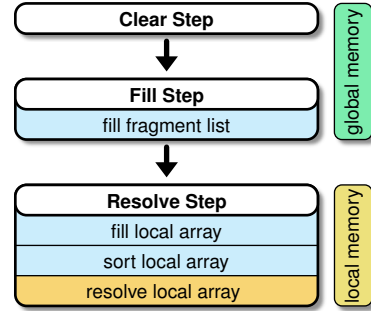 Clear Step
Fill Step
fill fragment list
global memory
Resolve Step
fill local array
sort local array
resolve local array
local memory